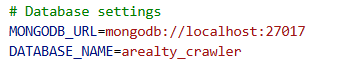 # Database settings
MONGODB_URL=mongodb://localhost:27017
DATABASE_NAME=arealty_crawler